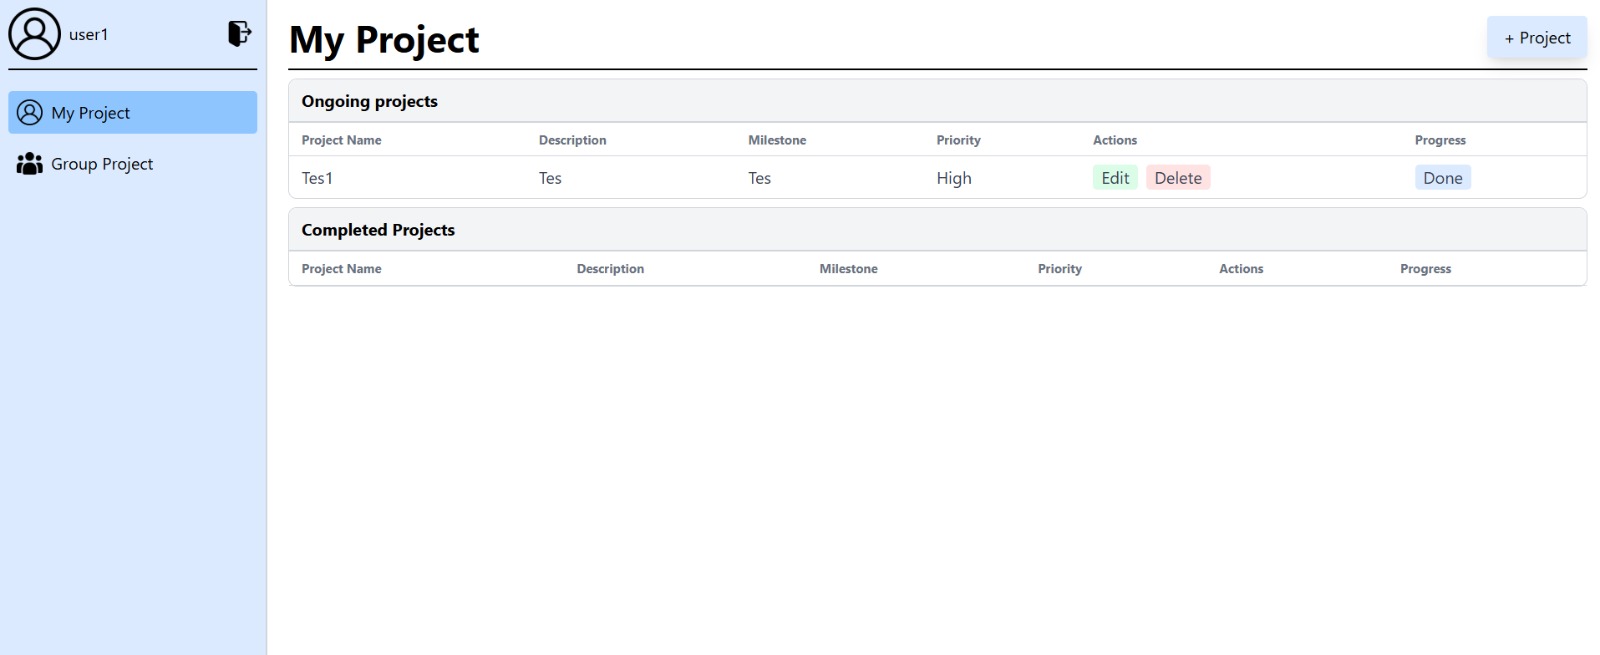 user1
My Project
Group Project
My Project
+ Project
Ongoing projects
Project Name Description Milestone Priority Actions Progress
Tes1 Tes Tes High Edit Delete Done
Completed Projects
Project Name Description Milestone Priority Actions Progress